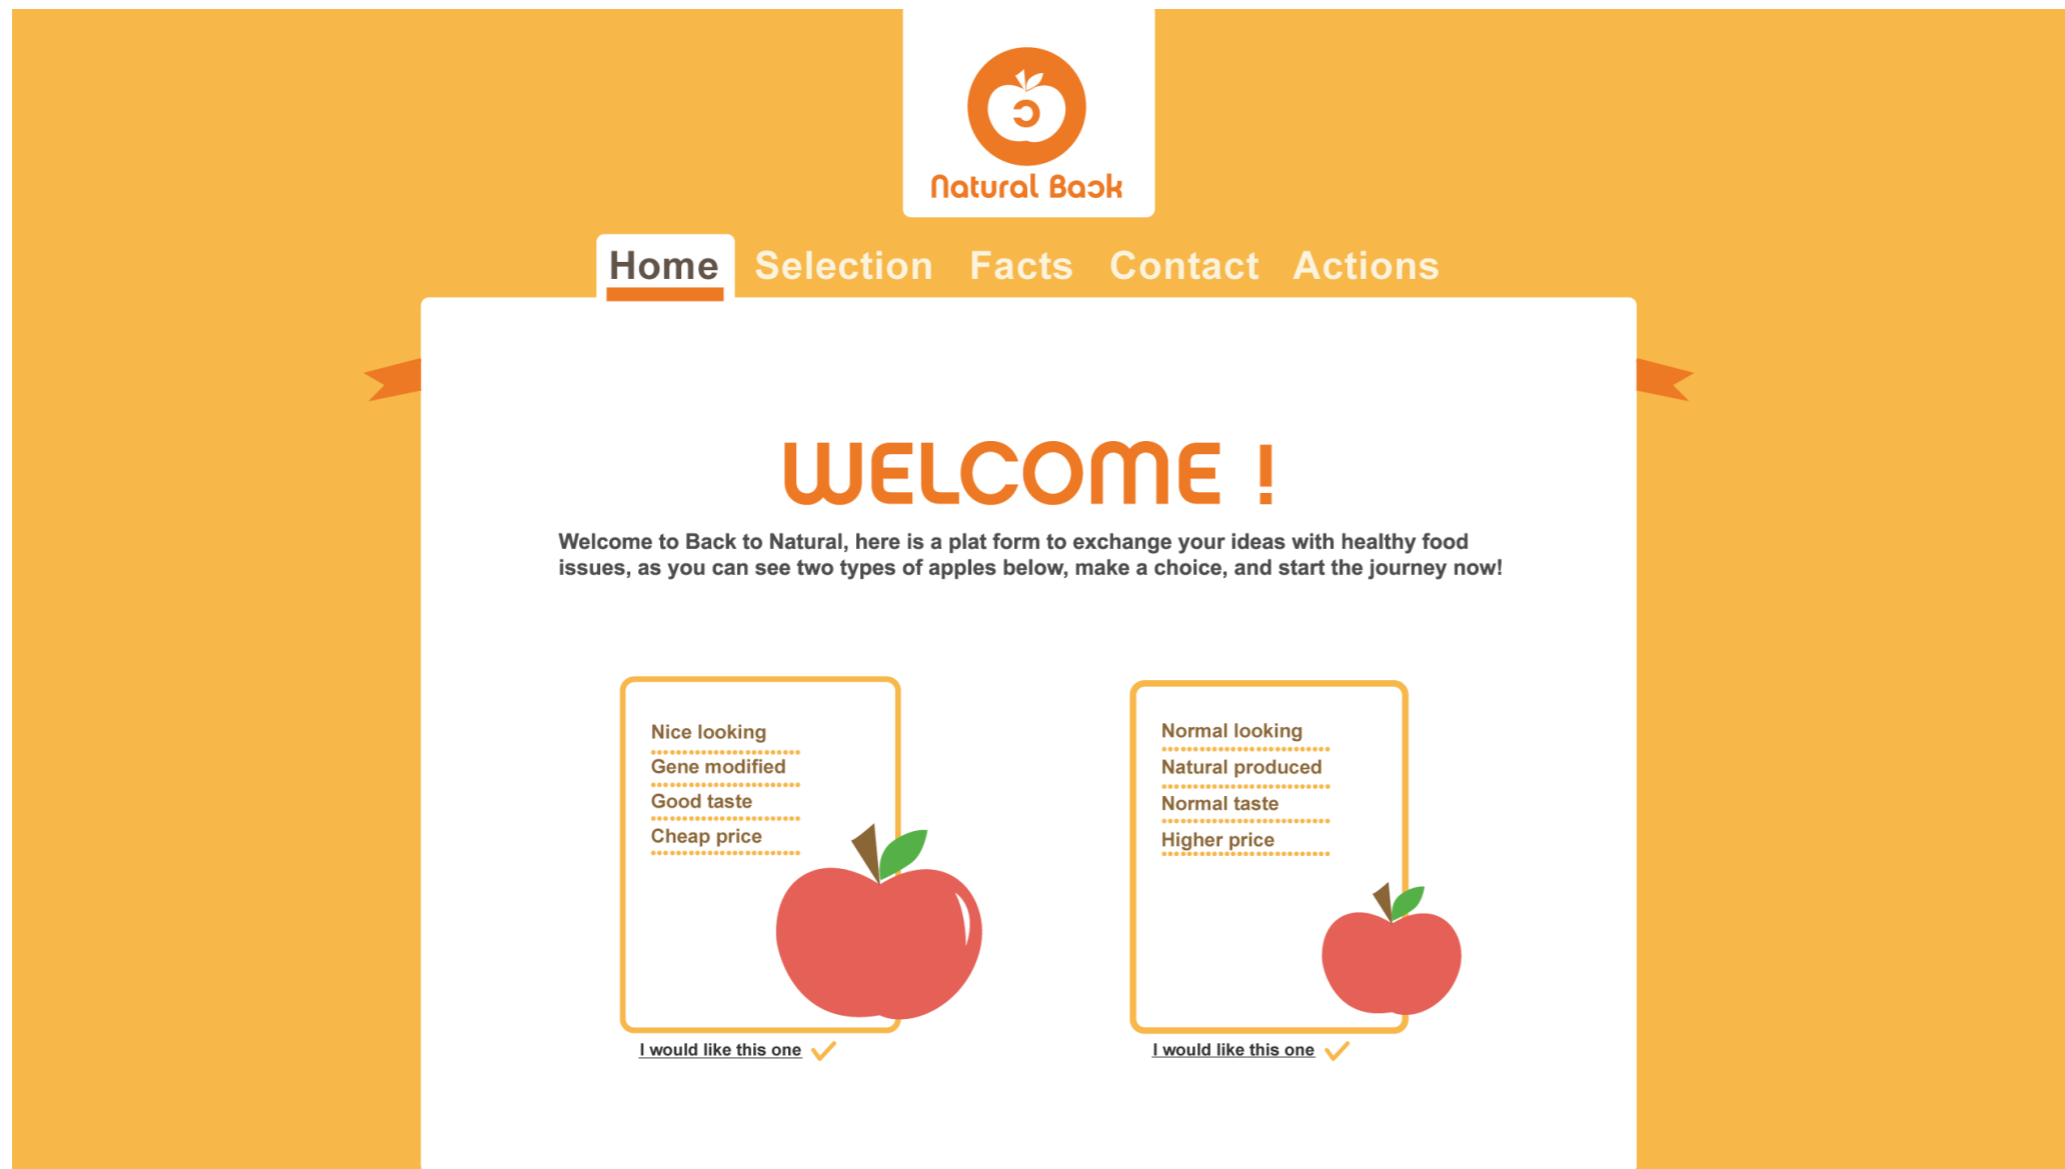 Natural Back
Home Selection Facts Contact Actions
WELCOME !
Welcome to Back to Natural, here is a plat form to exchange your ideas with healthy food
issues, as you can see two types of apples below, make a choice, and start the journey now!
Nice looking
Gene modified
Good taste
Cheap price
I would like this one
Normal looking
Natural produced
Normal taste
Higher price
I would like this one